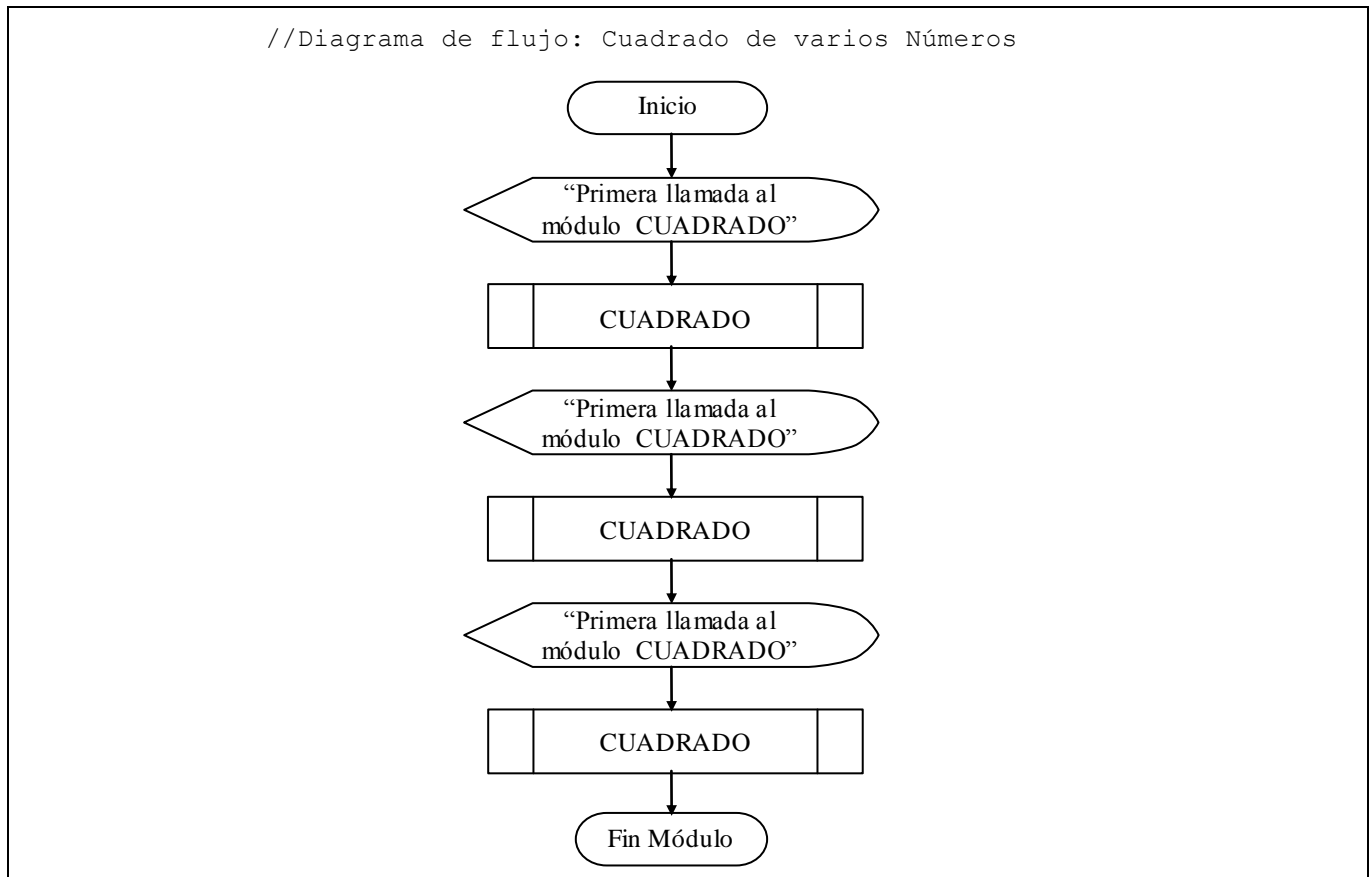 //Diagrama de flujo: Cuadrado de varios Números
Inicio
“Primera llamada al
módulo CUADRADO”
CUADRADO
“Primera llamada al
módulo CUADRADO”
CUADRADO
“Primera llamada al
módulo CUADRADO”
CUADRADO
Fin Módulo